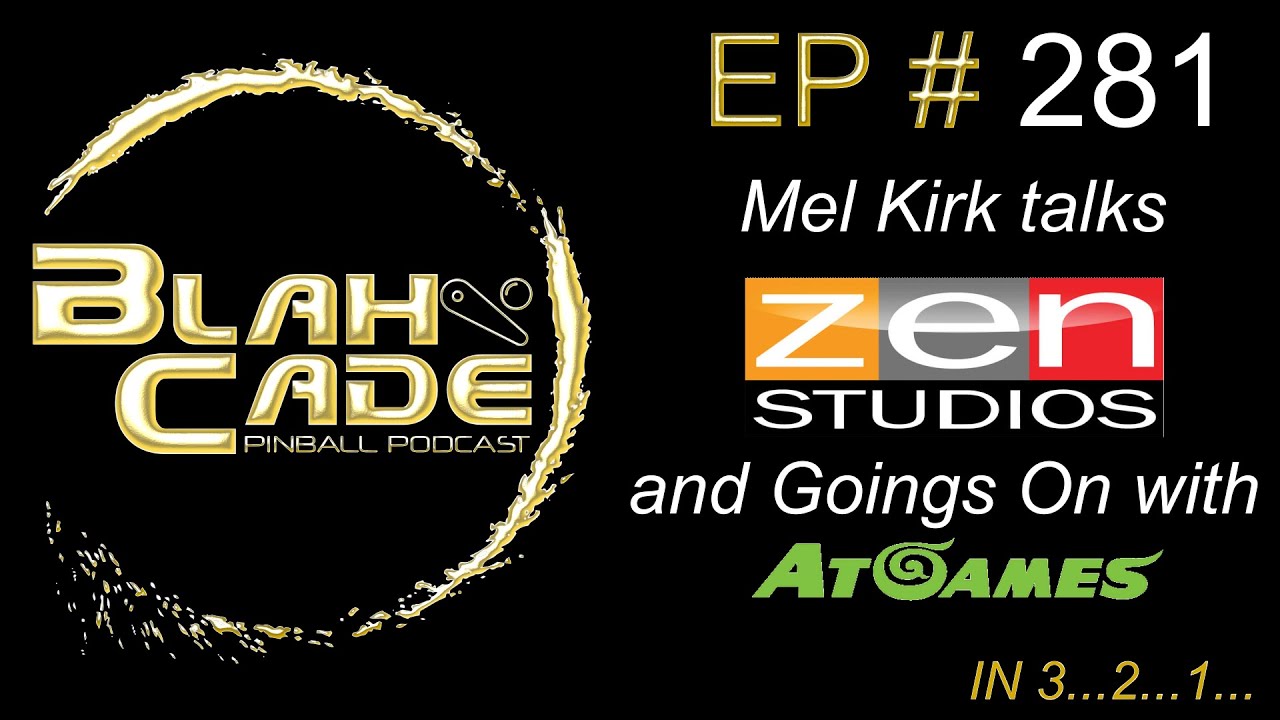 BLAH
CADE
PINBALL PODCAST
EP # 281
Mel Kirk talks
zen
STUDIOS
and Goings On with
ATGAMES
IN 3...2...1...